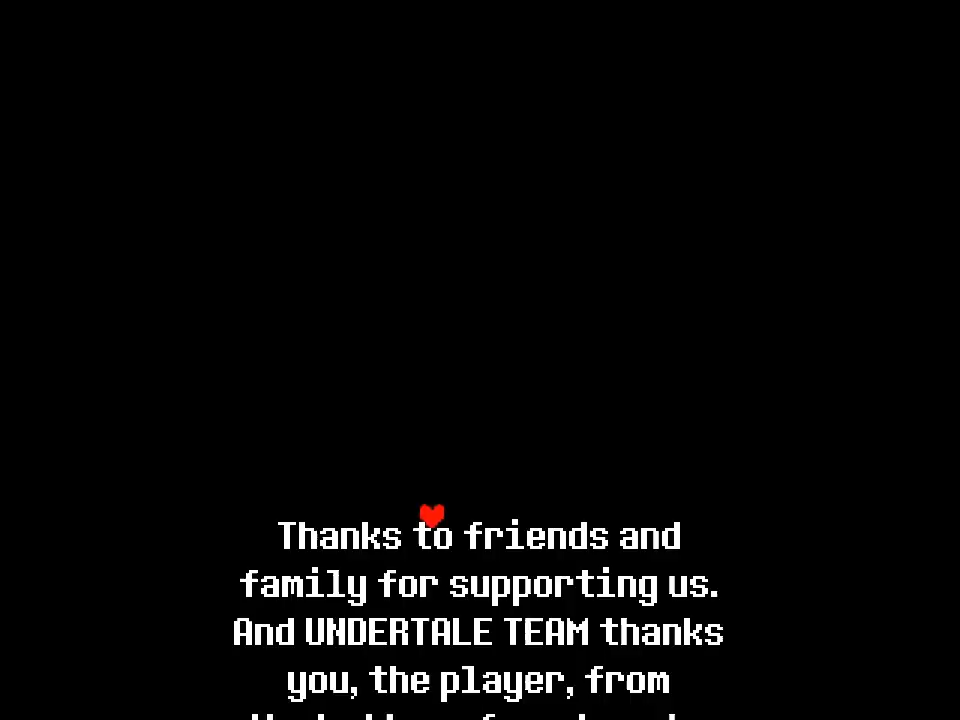 Thanks to friends and
family for supporting us.
And UNDERTALE TEAM thanks
you, the player, from